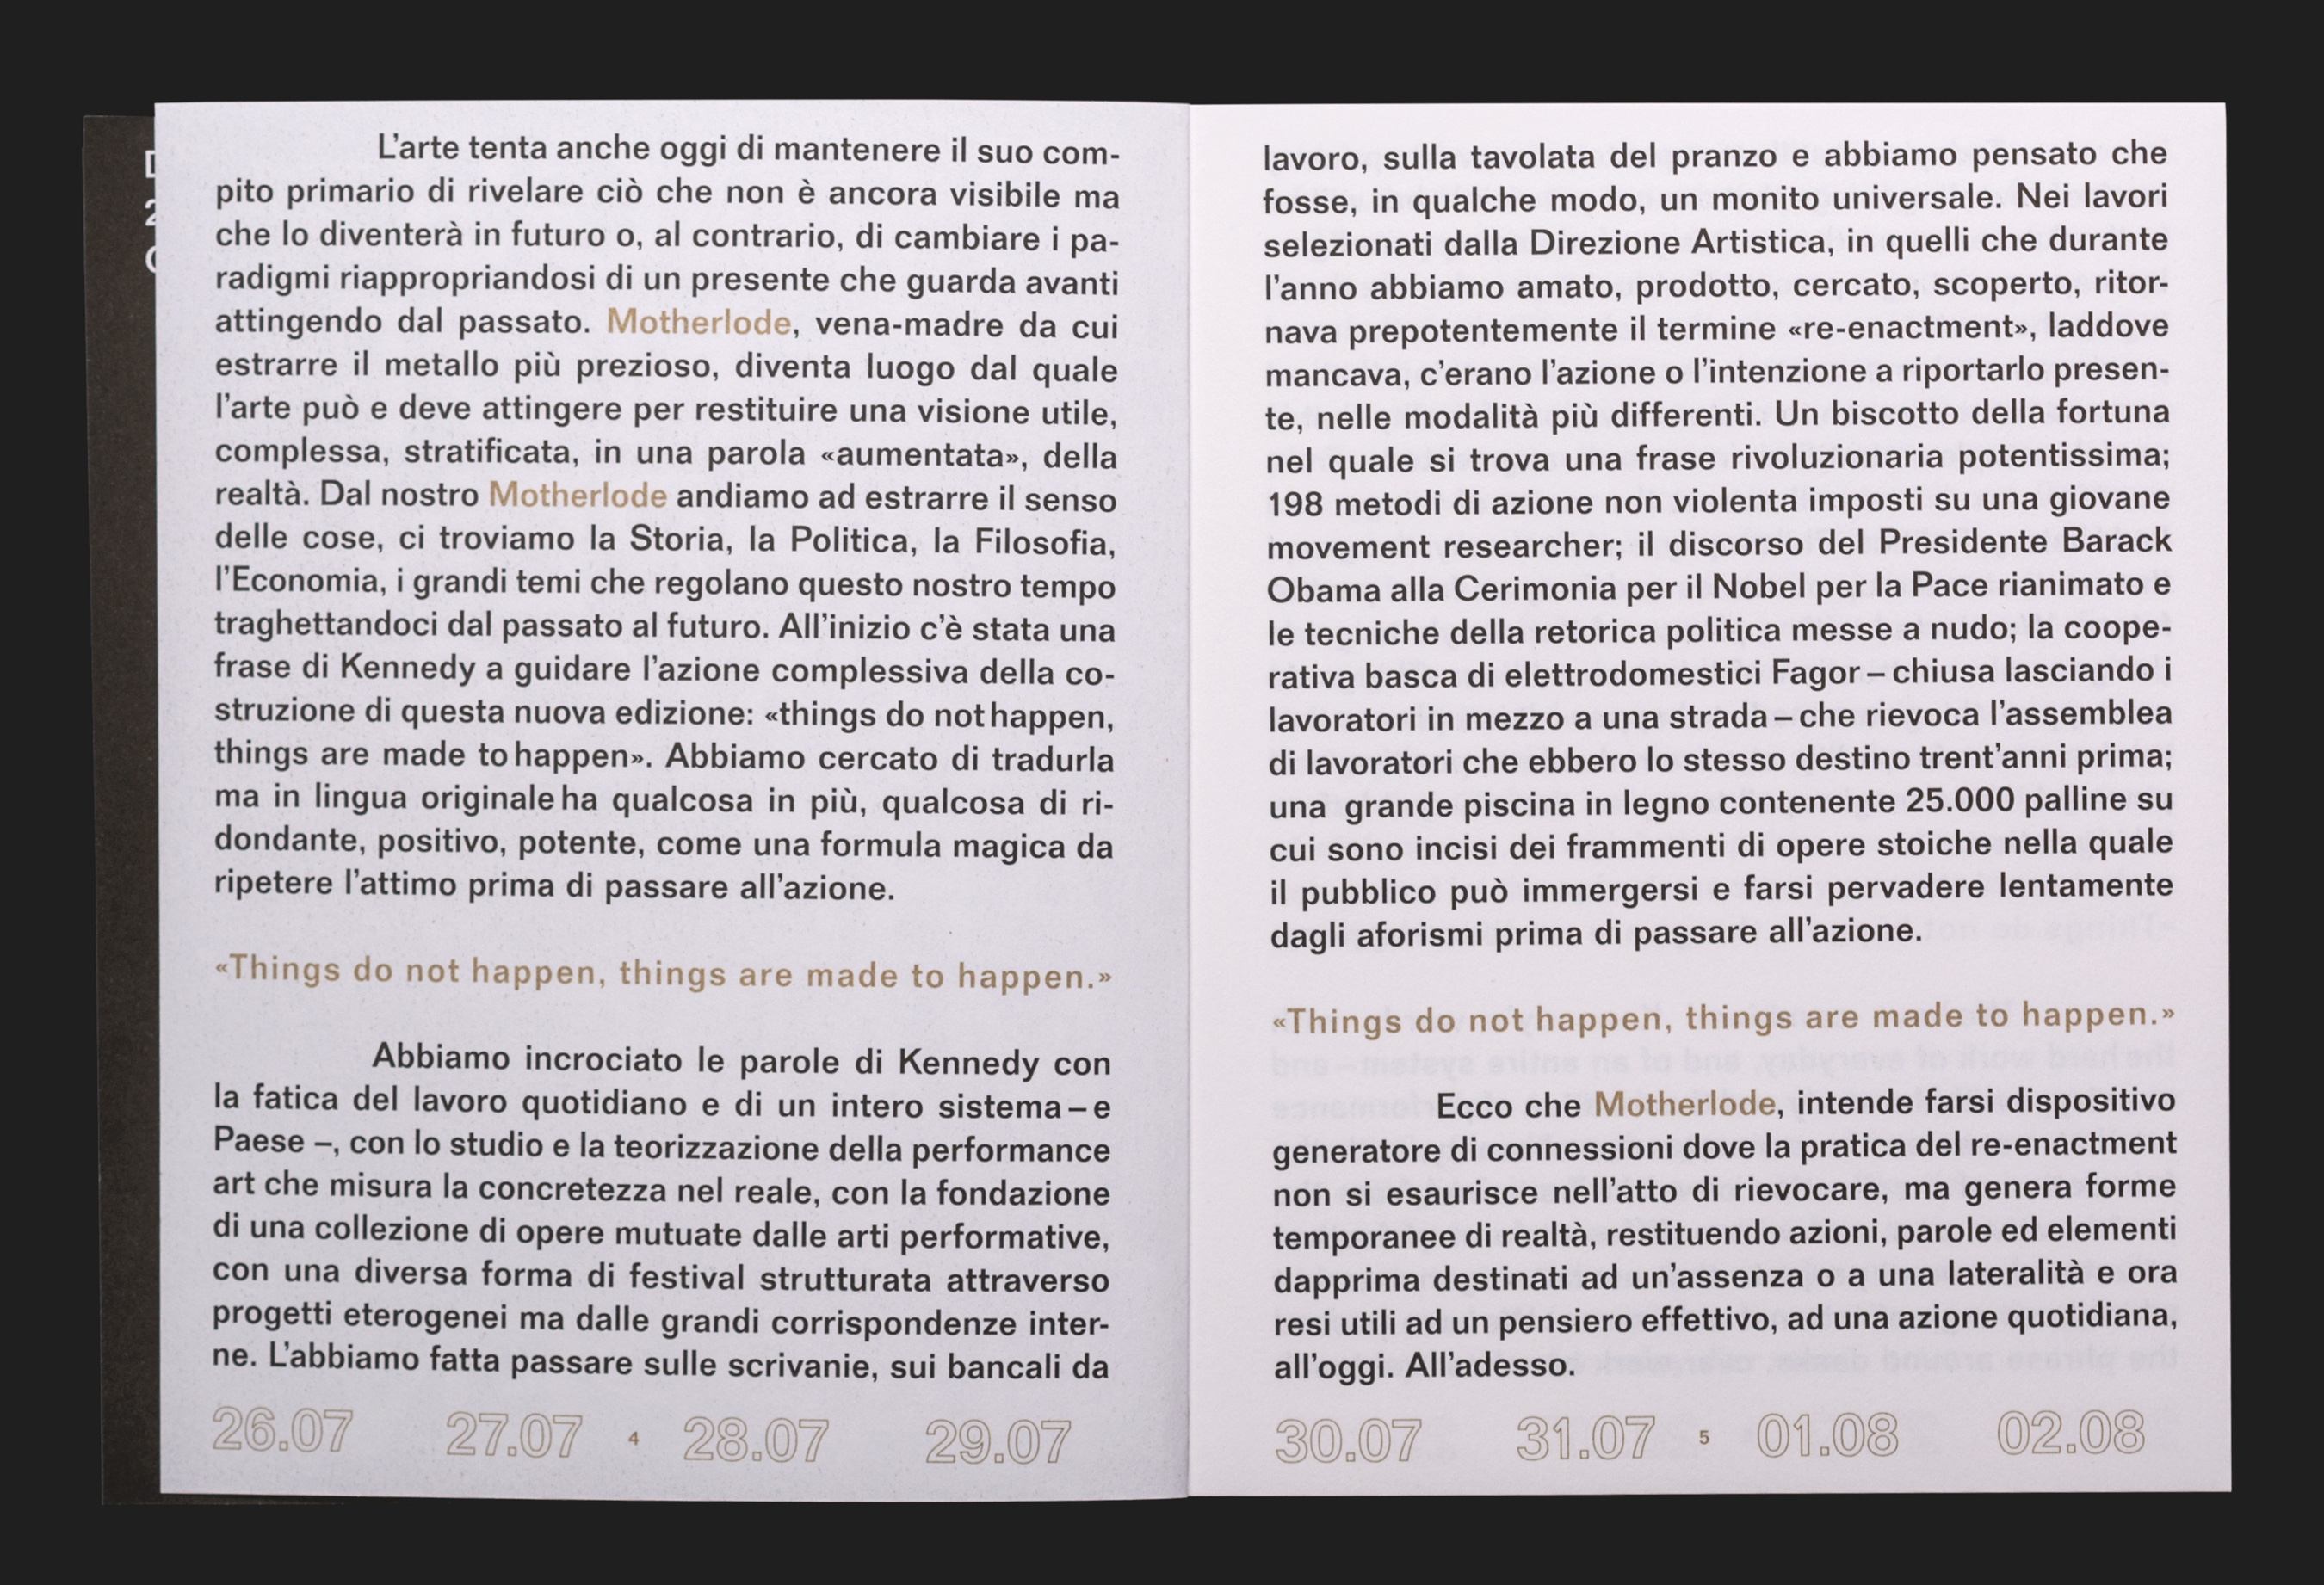 L'arte tenta anche oggi di mantenere il suo com-
pito primario di rivelare ciò che non è ancora visibile ma
che lo diventerà in futuro o, al contrario, di cambiare i pa-
radigmi riappropriandosi di un presente che guarda avanti
attingendo dal passato. Motherlode, vena-madre da cui
estrarre il metallo più prezioso, diventa luogo dal quale
l'arte può e deve attingere per restituire una visione utile,
complessa, stratificata, in una parola «aumentata», della
realtà. Dal nostro Motherlode andiamo ad estrarre il senso
delle cose, ci troviamo la Storia, la Politica, la Filosofia,
l'Economia, i grandi temi che regolano questo nostro tempo
traghettandoci dal passato al futuro. All'inizio c'è stata una
frase di Kennedy a guidare l'azione complessiva della co-
struzione di questa nuova edizione: «things do not happen,
things are made to happen». Abbiamo cercato di tradurla
ma in lingua originale ha qualcosa in più, qualcosa di ri-
dondante, positivo, potente, come una formula magica da
ripetere l'attimo prima di passare all'azione.
«Things do not happen, things are made to happen.»
Abbiamo incrociato le parole di Kennedy con
la fatica del lavoro quotidiano e di un intero sistema – e
Paese –, con lo studio e la teorizzazione della performance
art che misura la concretezza nel reale, con la fondazione
di una collezione di opere mutuate dalle arti performative,
con una diversa forma di festival strutturata attraverso
progetti eterogenei ma dalle grandi corrispondenze inter-
ne. L'abbiamo fatta passare sulle scrivanie, sui bancali da
26.07 27.07 4 28.07 29.07
lavoro, sulla tavolata del pranzo e abbiamo pensato che
fosse, in qualche modo, un monito universale. Nei lavori
selezionati dalla Direzione Artistica, in quelli che durante
l'anno abbiamo amato, prodotto, cercato, scoperto, ritor-
nava prepotentemente il termine «re-enactment», laddove
mancava, c'erano l'azione o l'intenzione a riportarlo presen-
te, nelle modalità più differenti. Un biscotto della fortuna
nel quale si trova una frase rivoluzionaria potentissima;
198 metodi di azione non violenta imposti su una giovane
movement researcher; il discorso del Presidente Barack
Obama alla Cerimonia per il Nobel per la Pace rianimato e
le tecniche della retorica politica messe a nudo; la coope-
rativa basca di elettrodomestici Fagor – chiusa lasciando i
lavoratori in mezzo a una strada – che rievoca l'assemblea
di lavoratori che ebbero lo stesso destino trent'anni prima;
una grande piscina in legno contenente 25.000 palline su
cui sono incisi dei frammenti di opere stoiche nella quale
il pubblico può immergersi e farsi pervadere lentamente
dagli aforismi prima di passare all'azione.
«Things do not happen, things are made to happen.»
Ecco che Motherlode, intende farsi dispositivo
generatore di connessioni dove la pratica del re-enactment
non si esaurisce nell'atto di rievocare, ma genera forme
temporanee di realtà, restituendo azioni, parole ed elementi
dapprima destinati ad un'assenza o a una lateralità e ora
resi utili ad un pensiero effettivo, ad una azione quotidiana,
all'oggi. All'adesso.
30.07 31.07 5 01.08 02.08